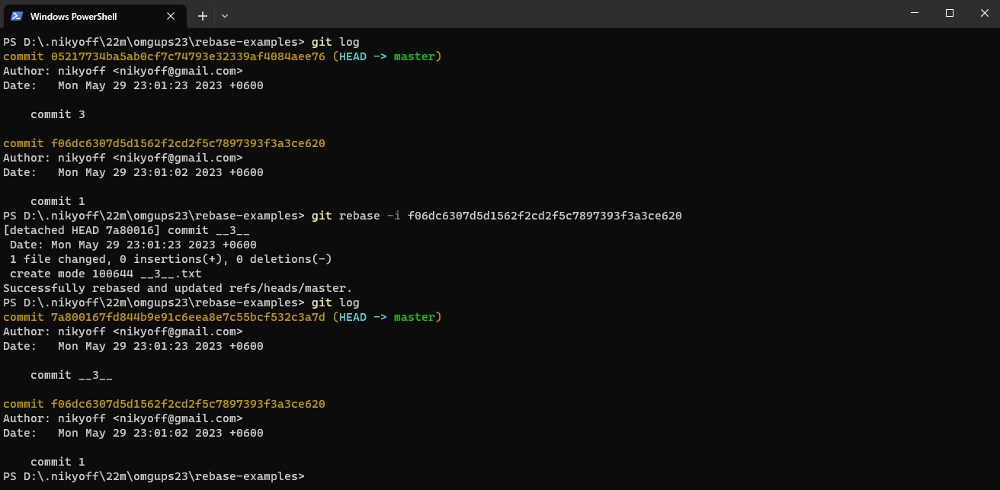 Windows PowerShell
PS D:\.nikyoff\22m\omgups23\rebase-examples> git log
commit 05217734ba5ab0cf7c74793e32339af4084aee76 (HEAD -> master)
Author: nikyoff <nikyoff@gmail.com>
Date:   Mon May 29 23:01:23 2023 +0600

    commit 3

commit f06dc6307d5d1562f2cd2f5c7897393f3a3ce620
Author: nikyoff <nikyoff@gmail.com>
Date:   Mon May 29 23:01:02 2023 +0600

    commit 1
PS D:\.nikyoff\22m\omgups23\rebase-examples> git rebase -i f06dc6307d5d1562f2cd2f5c7897393f3a3ce620
[detached HEAD 7a80016] commit __3__
 Date: Mon May 29 23:01:23 2023 +0600
 1 file changed, 0 insertions(+), 0 deletions(-)
 create mode 100644 __3__.txt
Successfully rebased and updated refs/heads/master.
PS D:\.nikyoff\22m\omgups23\rebase-examples> git log
commit 7a800167fd844b9e91c6eea8e7c55bcf532c3a7d (HEAD -> master)
Author: nikyoff <nikyoff@gmail.com>
Date:   Mon May 29 23:01:23 2023 +0600

    commit __3__

commit f06dc6307d5d1562f2cd2f5c7897393f3a3ce620
Author: nikyoff <nikyoff@gmail.com>
Date:   Mon May 29 23:01:02 2023 +0600

    commit 1
PS D:\.nikyoff\22m\omgups23\rebase-examples>